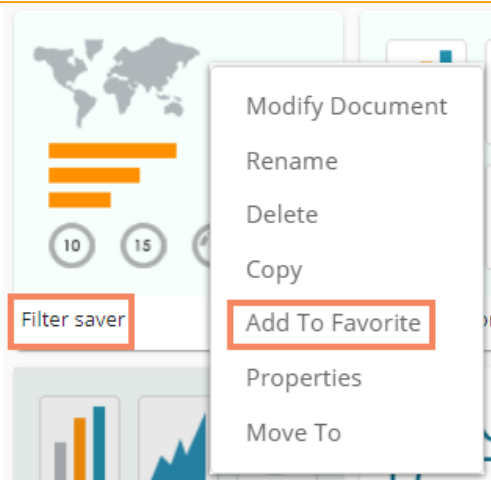 Modify Document
Rename
Delete
10
15
Copy
Filter saver
Add To Favorite
Properties
Move To